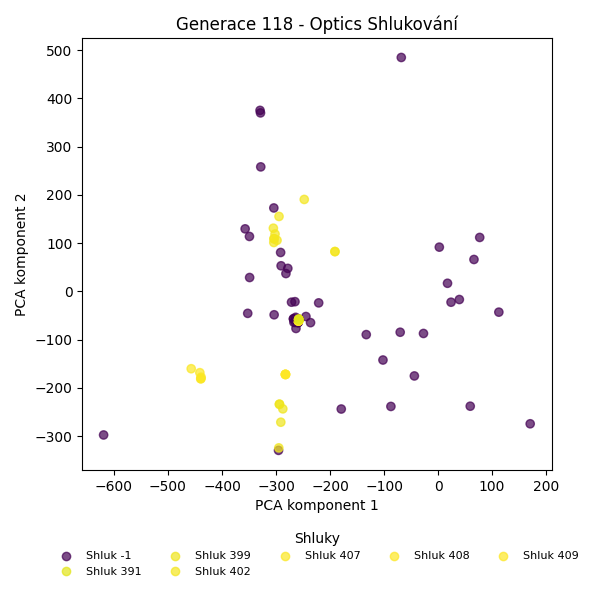 Generace 118 - Optics Shlukování
500
400
300
200
100
0
−100
−200
−300
PCA komponent 2
−600 −500 −400 −300 −200 −100 0 100 200
PCA komponent 1
Shluky
Shluk -1 Shluk 399 Shluk 407 Shluk 408 Shluk 409
Shluk 391 Shluk 402